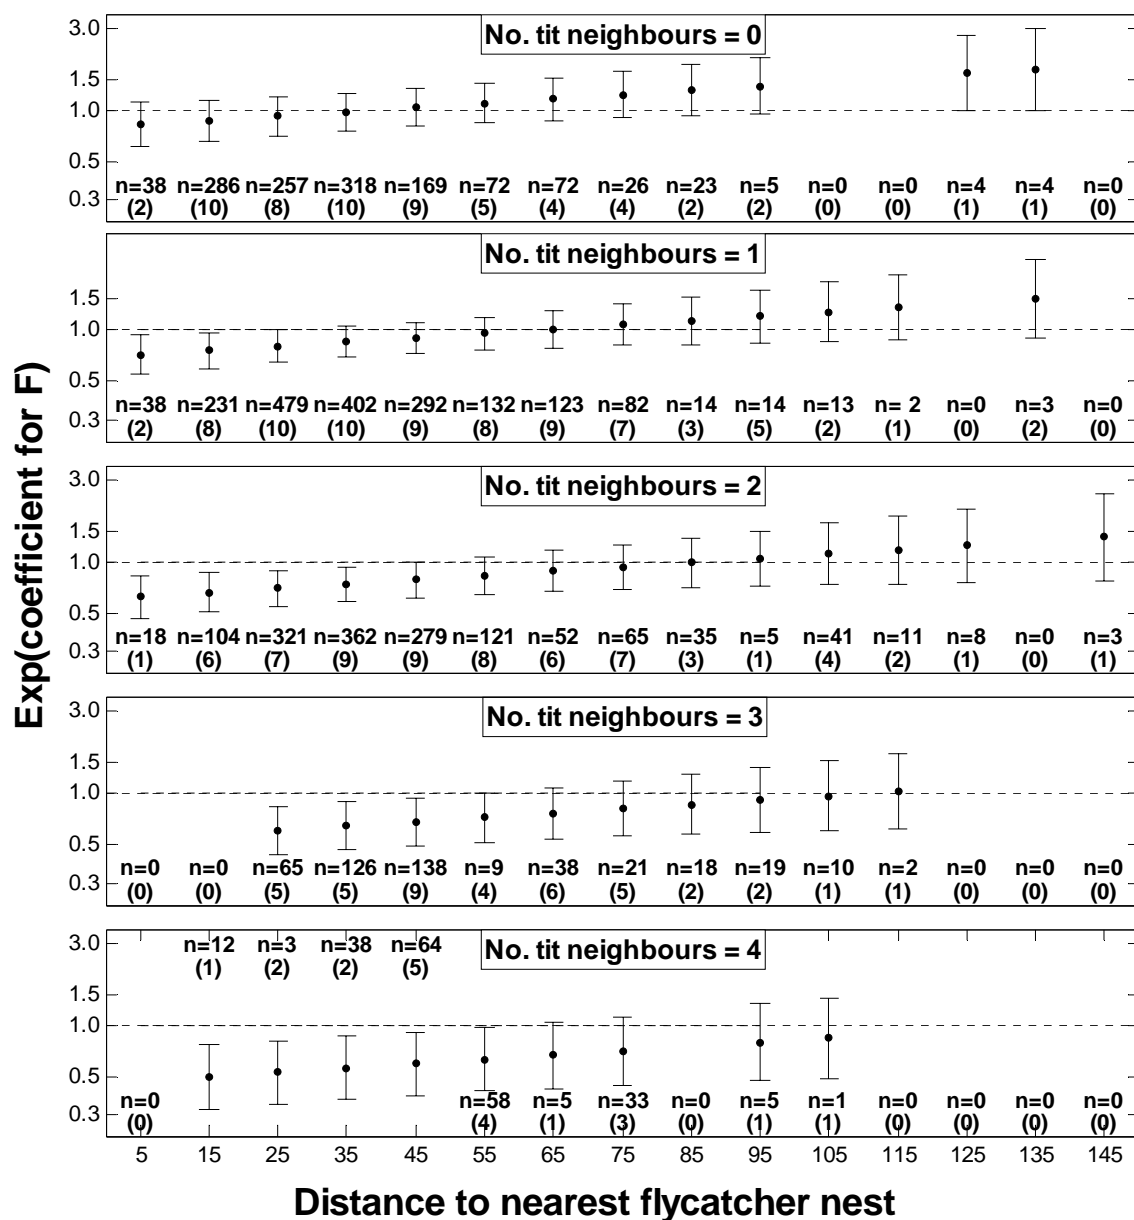 Exp(coefficient for F)
No. tit neighbours = 0
3.0
1.5
1.0
0.5
0.3
n=38 n=286 n=257 n=318 n=169 n=72 n=72 n=26 n=23 n=5 n=0 n=0 n=4 n=4 n=0
(2) (10) (8) (10) (9) (5) (4) (4) (2) (2) (0) (0) (1) (1) (0)
No. tit neighbours = 1
1.5
1.0
0.5
0.3
n=38 n=231 n=479 n=402 n=292 n=132 n=123 n=82 n=14 n=14 n=13 n= 2 n=0 n=3 n=0
(2) (8) (10) (10) (9) (8) (9) (7) (3) (5) (2) (1) (0) (2) (0)
No. tit neighbours = 2
3.0
1.5
1.0
0.5
0.3
n=18 n=104 n=321 n=362 n=279 n=121 n=52 n=65 n=35 n=5 n=41 n=11 n=8 n=0 n=3
(1) (6) (7) (9) (9) (8) (6) (7) (3) (1) (4) (2) (1) (0) (1)
No. tit neighbours = 3
3.0
1.5
1.0
0.5
0.3
n=0 n=0 n=65 n=126 n=138 n=9 n=38 n=21 n=18 n=19 n=10 n=2 n=0 n=0 n=0
(0) (0) (5) (5) (9) (4) (6) (5) (2) (2) (1) (1) (0) (0) (0)
No. tit neighbours = 4
3.0
1.5
1.0
0.5
0.3
n=12 n=3 n=38 n=64
(1) (2) (2) (5)
n=0 n=58 n=5 n=33 n=0 n=5 n=1 n=0 n=0 n=0 n=0
(0) (4) (1) (3) (0) (1) (1) (0) (0) (0) (0)
5 15 25 35 45 55 65 75 85 95 105 115 125 135 145
Distance to nearest flycatcher nest